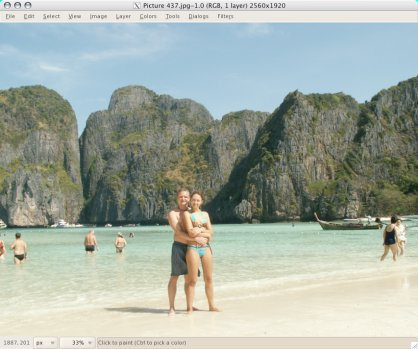 Picture 437.jpg-1.0 (RGB, 1 layer) 2560x1920
File Edit Select View Image Layer Colors Tools Dialogs Filters
1887, 201 px 33% Click to paint (Ctrl to pick a color)